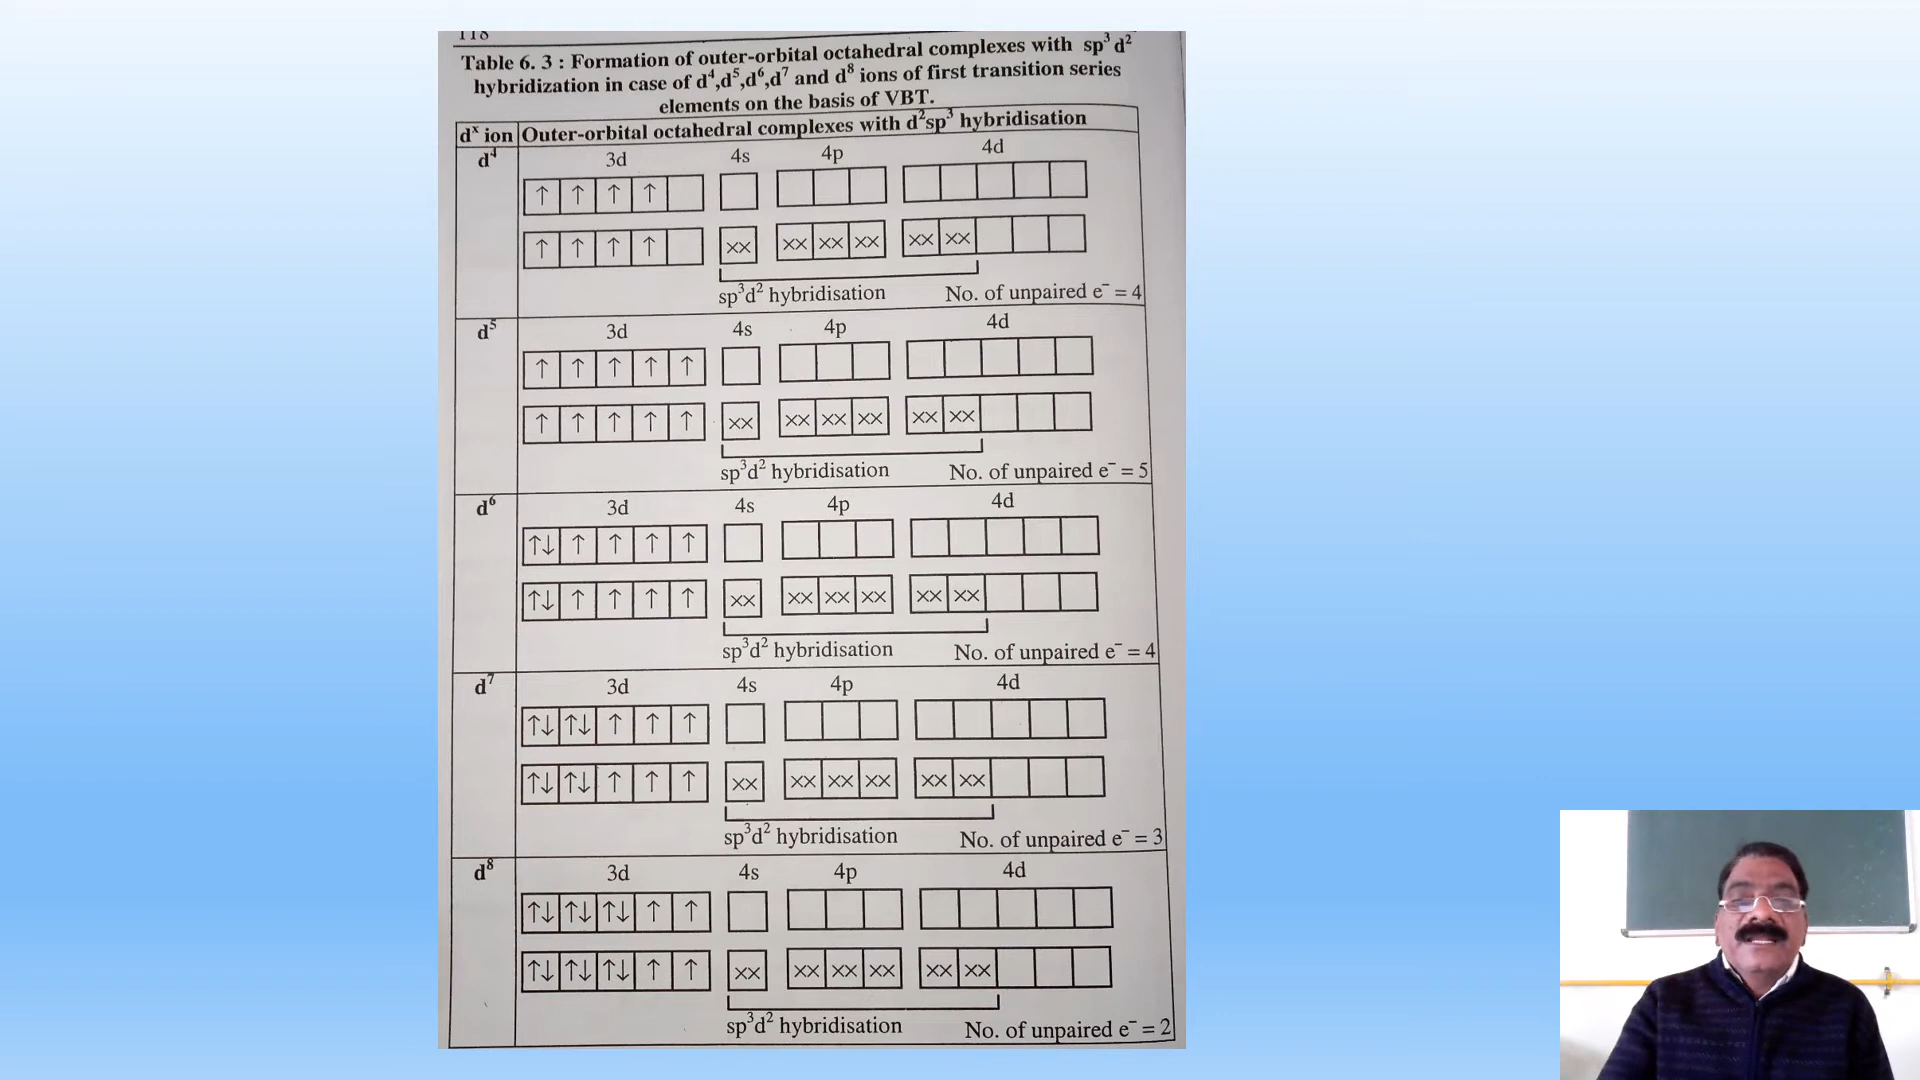 118
Table 6. 3 : Formation of outer-orbital octahedral complexes with sp³d²
hybridization in case of d⁴,d⁵,d⁶,d⁷ and d⁸ ions of first transition series
elements on the basis of VBT.
dˣ ion Outer-orbital octahedral complexes with d²sp³ hybridisation
d⁴ 3d 4s 4p 4d
↑ ↑ ↑ ↑
↑ ↑ ↑ ↑ ×× ×× ×× ×× ×× ××
sp³d² hybridisation No. of unpaired e⁻ = 4
d⁵ 3d 4s 4p 4d
↑ ↑ ↑ ↑ ↑
↑ ↑ ↑ ↑ ↑ ×× ×× ×× ×× ×× ××
sp³d² hybridisation No. of unpaired e⁻ = 5
d⁶ 3d 4s 4p 4d
↑↓ ↑ ↑ ↑ ↑
↑↓ ↑ ↑ ↑ ↑ ×× ×× ×× ×× ×× ××
sp³d² hybridisation No. of unpaired e⁻ = 4
d⁷ 3d 4s 4p 4d
↑↓ ↑↓ ↑ ↑ ↑
↑↓ ↑↓ ↑ ↑ ↑ ×× ×× ×× ×× ×× ××
sp³d² hybridisation No. of unpaired e⁻ = 3
d⁸ 3d 4s 4p 4d
↑↓ ↑↓ ↑↓ ↑ ↑
↑↓ ↑↓ ↑↓ ↑ ↑ ×× ×× ×× ×× ×× ××
sp³d² hybridisation No. of unpaired e⁻ = 2